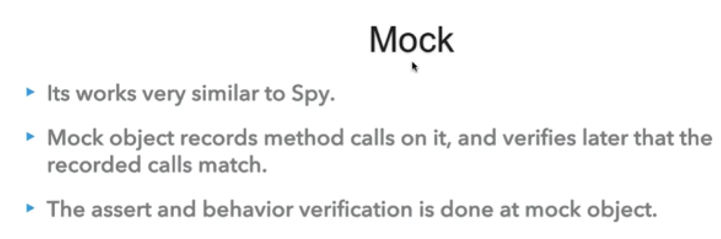 Mock
Its works very similar to Spy.
Mock object records method calls on it, and verifies later that the
recorded calls match.
The assert and behavior verification is done at mock object.